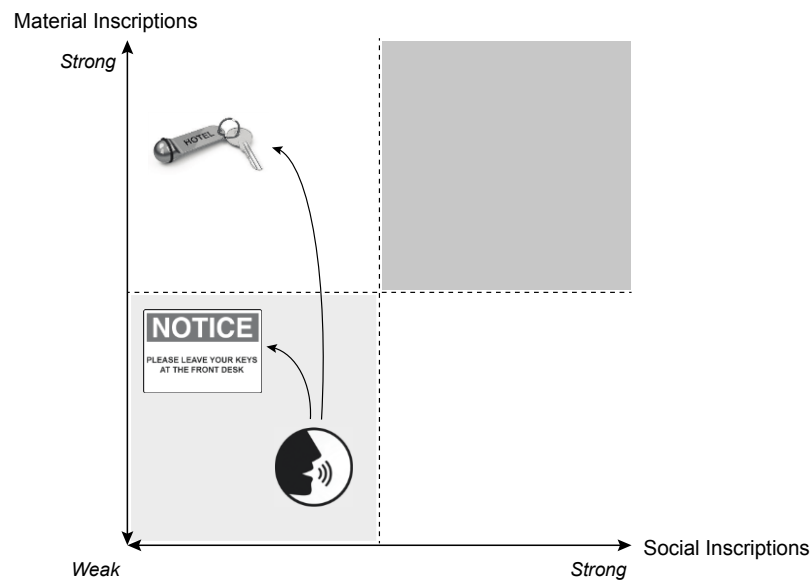 Material Inscriptions
Strong
HOTEL
NOTICE
PLEASE LEAVE YOUR KEYS
AT THE FRONT DESK
Social Inscriptions
Weak
Strong